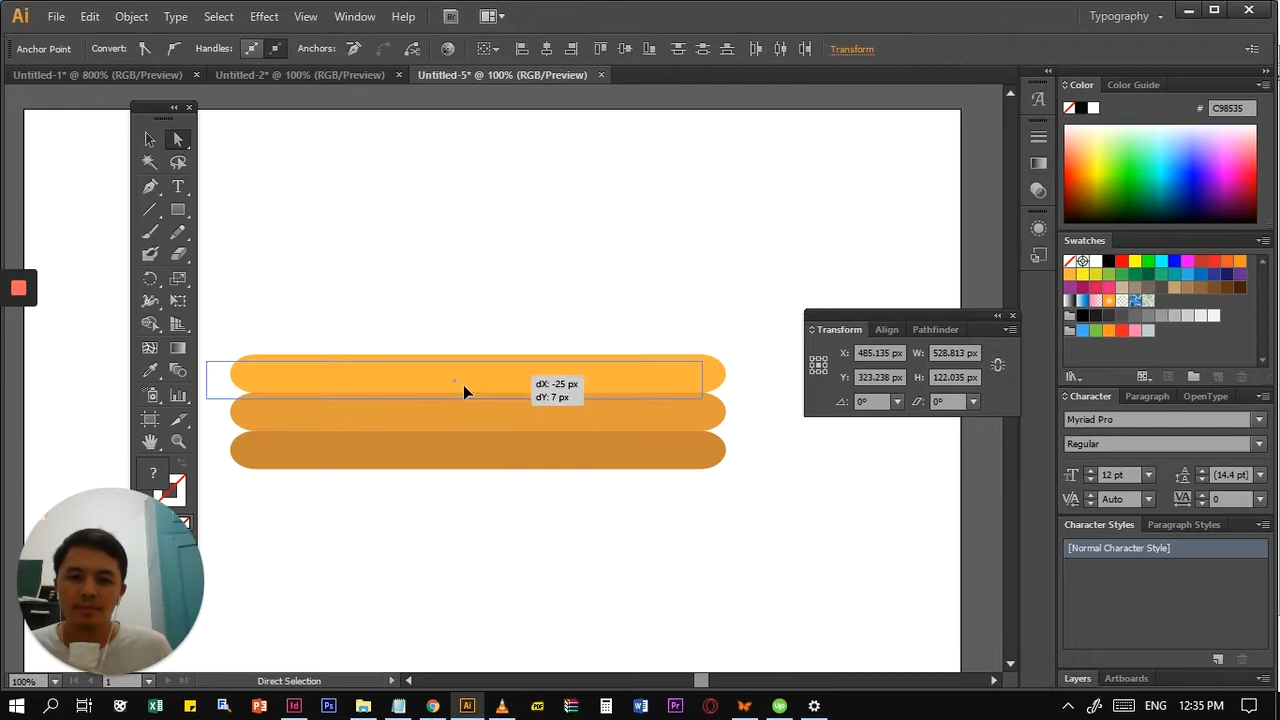 Ai File Edit Object Type Select Effect View Window Help Br Typography
Anchor Point Convert: Handles: Anchors: Transform
Untitled-1* @ 800% (RGB/Preview) × Untitled-2* @ 100% (RGB/Preview) × Untitled-5* @ 100% (RGB/Preview) ×
Color Color Guide
# C98535
Swatches
dX: -25 px
dY: 7 px
Transform Align Pathfinder
X: 485.135 px W: 528.813 px
Y: 323.238 px H: 122.035 px
0° 0°
Character Paragraph OpenType
Myriad Pro
Regular
12 pt (14.4 pt)
Auto 0
Character Styles Paragraph Styles
[Normal Character Style]
?
Layers Artboards
100% 1 Direct Selection
ENG 12:35 PM